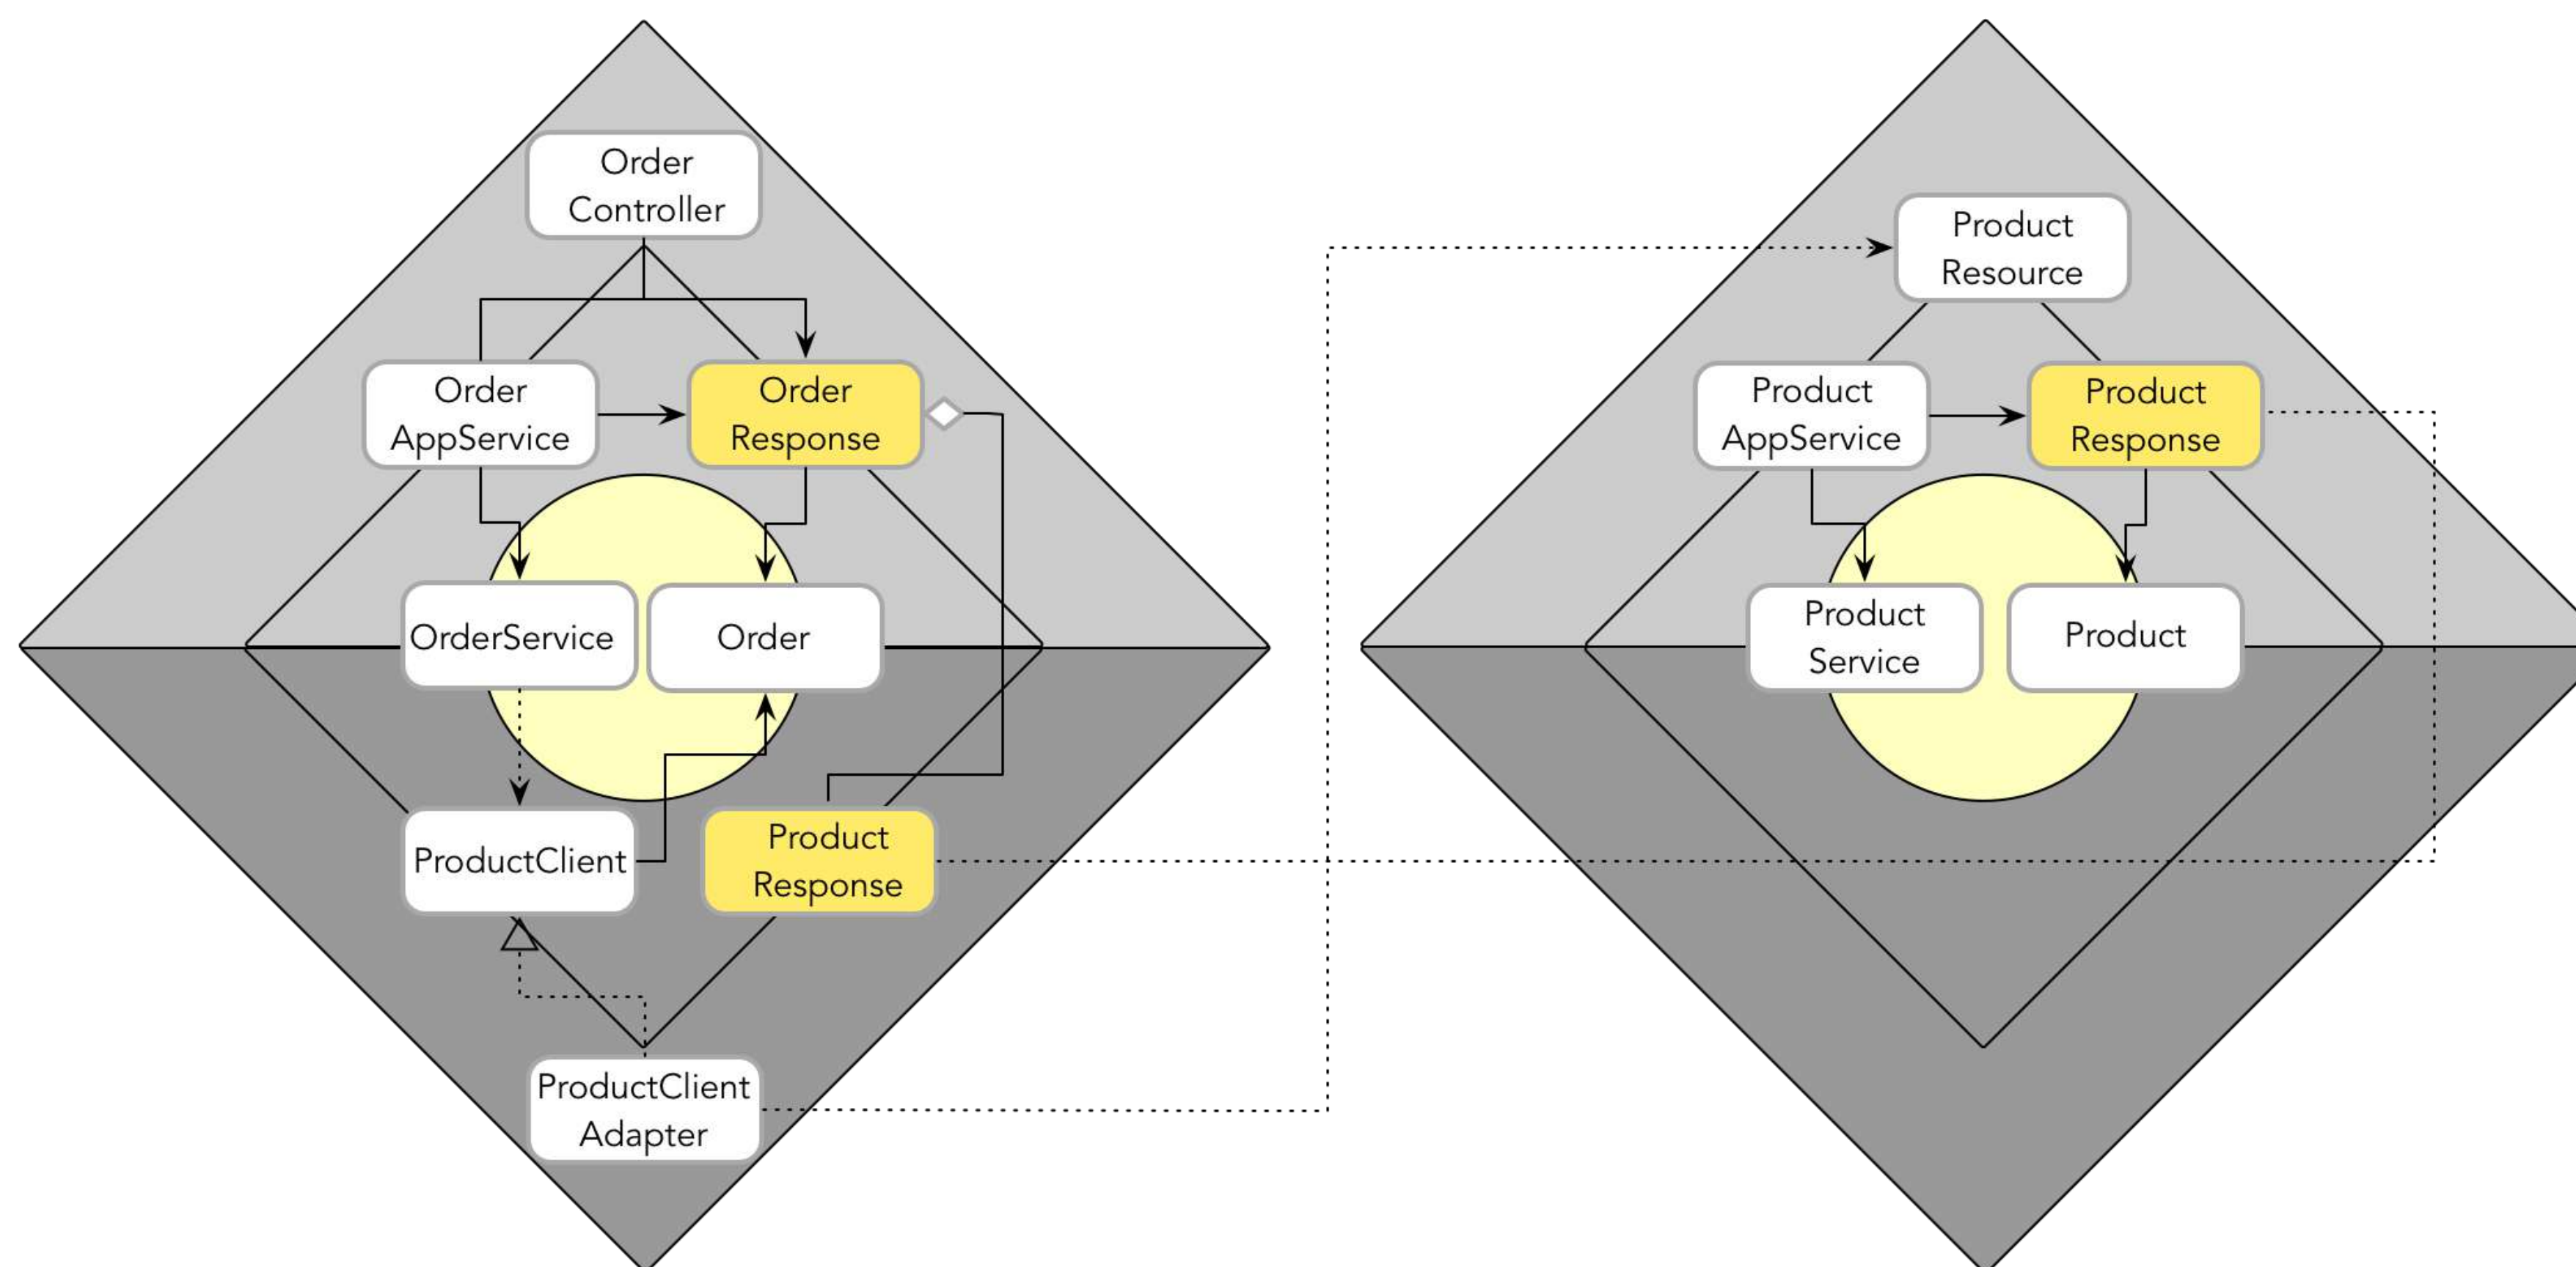 Order
Controller
Order
AppService
Order
Response
OrderService
Order
ProductClient
Product
Response
ProductClient
Adapter
Product
Resource
Product
AppService
Product
Response
Product
Service
Product